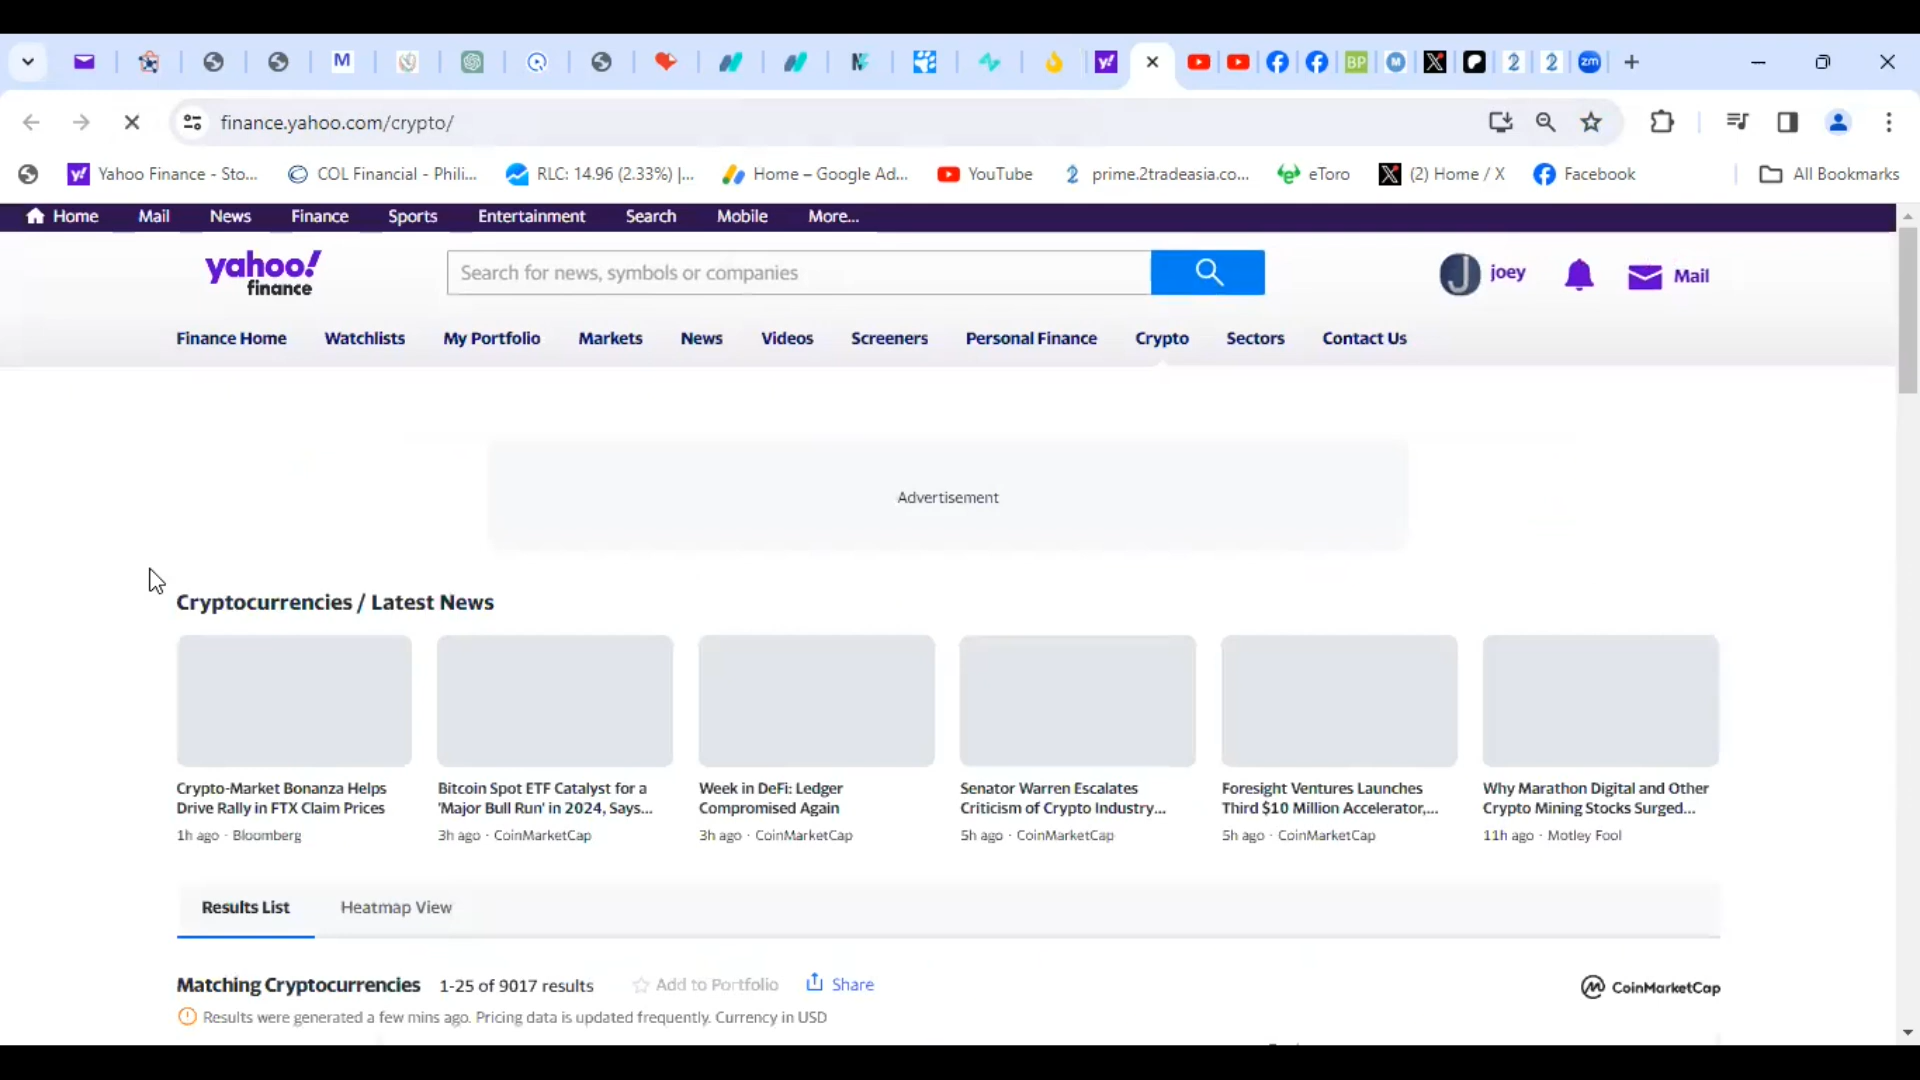 finance.yahoo.com/crypto/
Yahoo Finance - Sto... COL Financial - Phili... RLC: 14.96 (2.33%) |... Home – Google Ad... YouTube prime.2tradeasia.co... eToro (2) Home / X Facebook All Bookmarks
Home Mail News Finance Sports Entertainment Search Mobile More...
yahoo! finance
Search for news, symbols or companies
joey Mail
Finance Home Watchlists My Portfolio Markets News Videos Screeners Personal Finance Crypto Sectors Contact Us
Advertisement
Cryptocurrencies / Latest News
Crypto-Market Bonanza Helps
Drive Rally in FTX Claim Prices
1h ago · Bloomberg
Bitcoin Spot ETF Catalyst for a
'Major Bull Run' in 2024, Says...
3h ago · CoinMarketCap
Week in DeFi: Ledger
Compromised Again
3h ago · CoinMarketCap
Senator Warren Escalates
Criticism of Crypto Industry...
5h ago · CoinMarketCap
Foresight Ventures Launches
Third $10 Million Accelerator,...
5h ago · CoinMarketCap
Why Marathon Digital and Other
Crypto Mining Stocks Surged...
11h ago · Motley Fool
Results List Heatmap View
Matching Cryptocurrencies 1-25 of 9017 results Add to Portfolio Share CoinMarketCap
Results were generated a few mins ago. Pricing data is updated frequently. Currency in USD